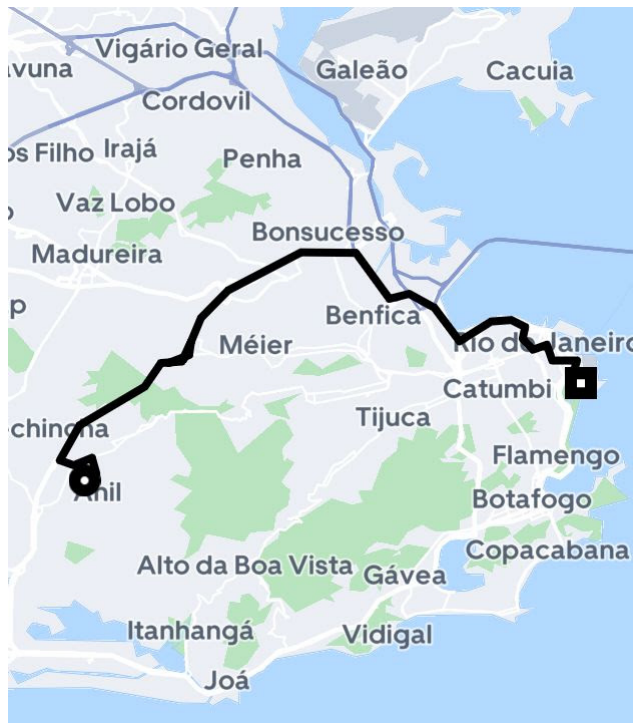 Vigário Geral
avuna
Galeão
Cacuia
Cordovil
os Filho
Irajá
Penha
Vaz Lobo
Bonsucesso
Madureira
Benfica
Méier
Rio de Janeiro
Catumbi
Tijuca
echincha
Flamengo
Anil
Botafogo
Copacabana
Alto da Boa Vista
Gávea
Itanhangá
Vidigal
Joá